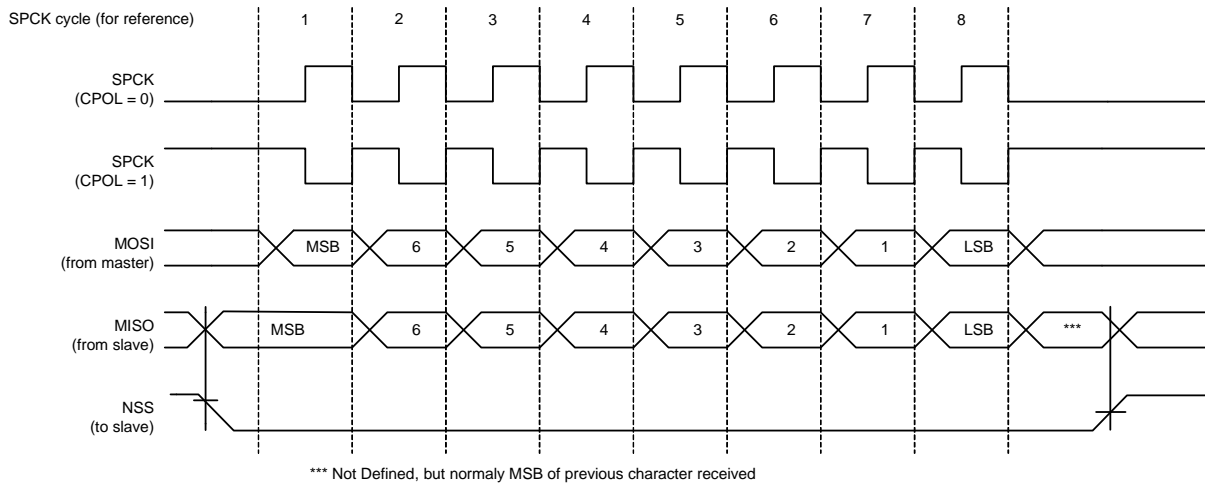 SPCK cycle (for reference) 1 2 3 4 5 6 7 8
SPCK
(CPOL = 0)
SPCK
(CPOL = 1)
MOSI
(from master)
MSB 6 5 4 3 2 1 LSB
MISO
(from slave)
MSB 6 5 4 3 2 1 LSB ***
NSS
(to slave)
*** Not Defined, but normaly MSB of previous character received